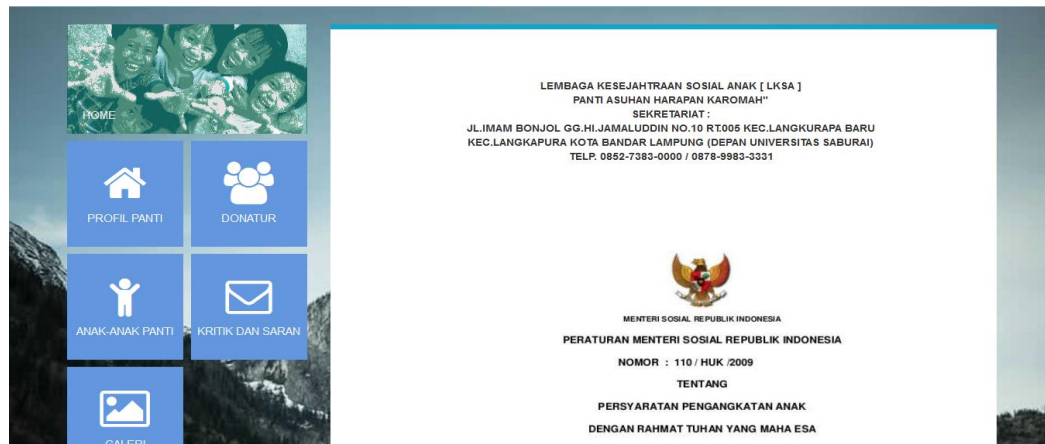 HOME
PROFIL PANTI
DONATUR
ANAK-ANAK PANTI
KRITIK DAN SARAN
GALERI
LEMBAGA KESEJAHTRAAN SOSIAL ANAK [ LKSA ]
PANTI ASUHAN HARAPAN KAROMAH"
SEKRETARIAT :
JL.IMAM BONJOL GG.HI.JAMALUDDIN NO.10 RT.005 KEC.LANGKURAPA BARU
KEC.LANGKAPURA KOTA BANDAR LAMPUNG (DEPAN UNIVERSITAS SABURAI)
TELP. 0852-7383-0000 / 0878-9983-3331
MENTERI SOSIAL REPUBLIK INDONESIA
PERATURAN MENTERI SOSIAL REPUBLIK INDONESIA
NOMOR : 110 / HUK /2009
TENTANG
PERSYARATAN PENGANGKATAN ANAK
DENGAN RAHMAT TUHAN YANG MAHA ESA